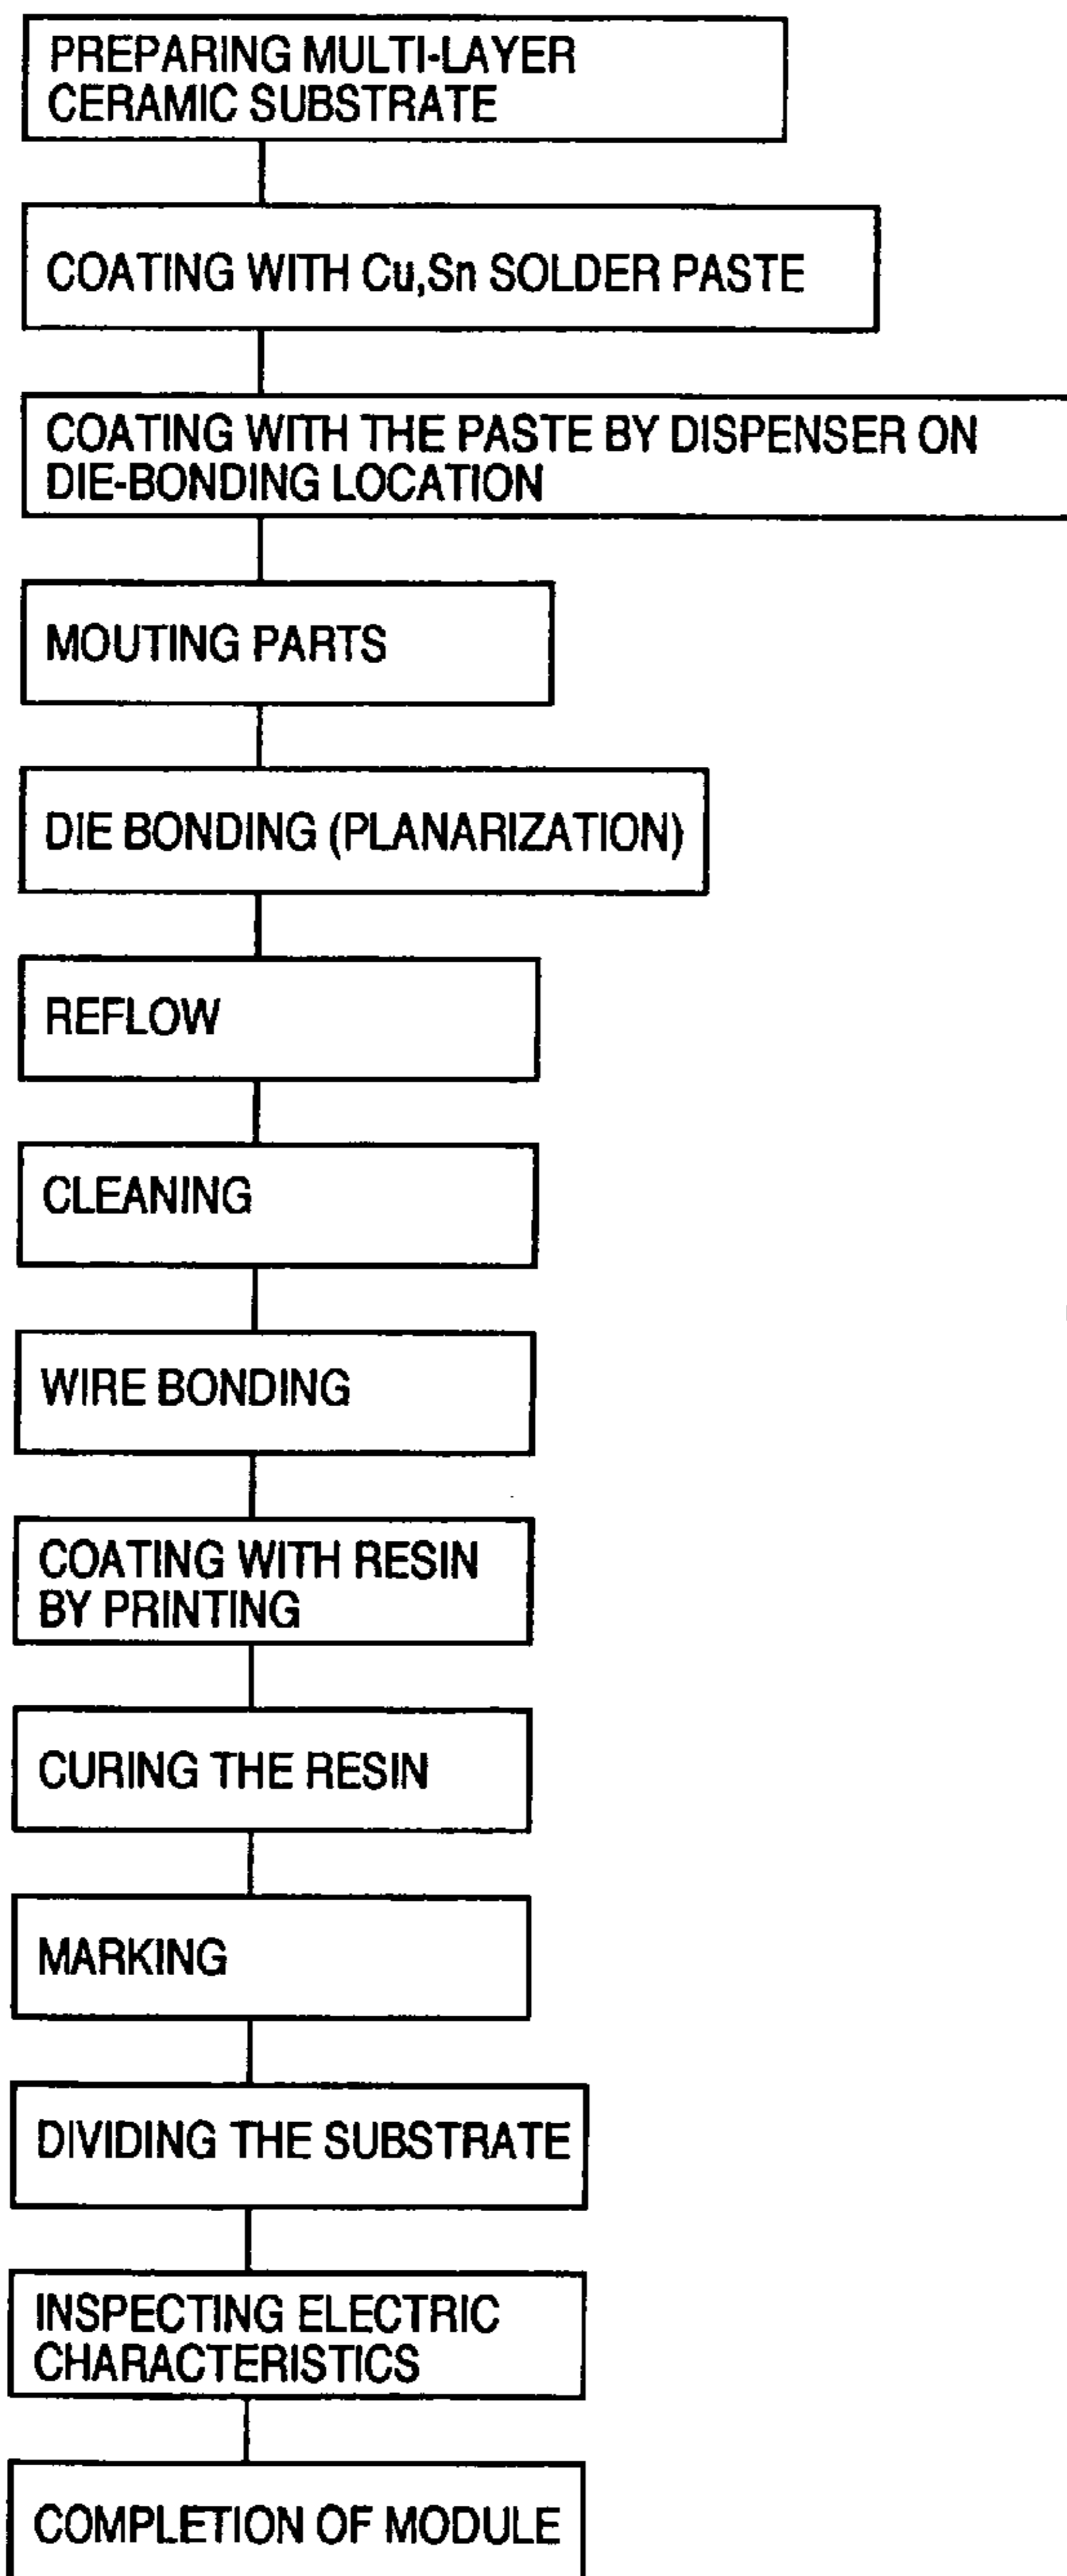 PREPARING MULTI-LAYER
CERAMIC SUBSTRATE
COATING WITH Cu,Sn SOLDER PASTE
COATING WITH THE PASTE BY DISPENSER ON
DIE-BONDING LOCATION
MOUTING PARTS
DIE BONDING (PLANARIZATION)
REFLOW
CLEANING
WIRE BONDING
COATING WITH RESIN
BY PRINTING
CURING THE RESIN
MARKING
DIVIDING THE SUBSTRATE
INSPECTING ELECTRIC
CHARACTERISTICS
COMPLETION OF MODULE